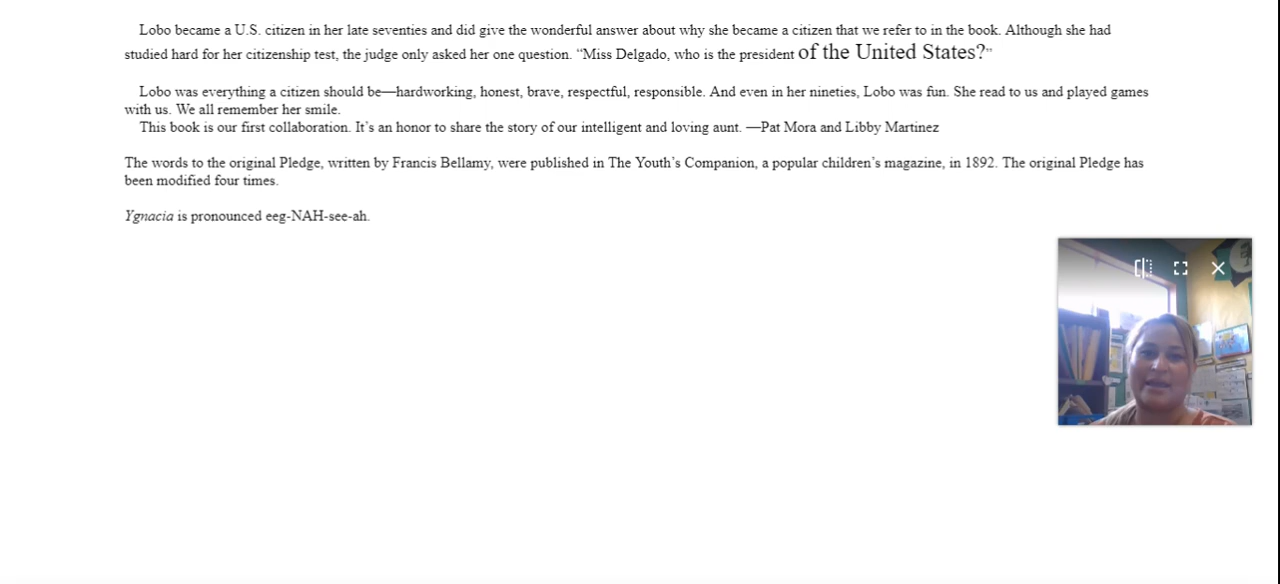 Lobo became a U.S. citizen in her late seventies and did give the wonderful answer about why she became a citizen that we refer to in the book. Although she had
studied hard for her citizenship test, the judge only asked her one question. “Miss Delgado, who is the president of the United States?”
Lobo was everything a citizen should be—hardworking, honest, brave, respectful, responsible. And even in her nineties, Lobo was fun. She read to us and played games
with us. We all remember her smile.
This book is our first collaboration. It’s an honor to share the story of our intelligent and loving aunt. —Pat Mora and Libby Martinez
The words to the original Pledge, written by Francis Bellamy, were published in The Youth’s Companion, a popular children’s magazine, in 1892. The original Pledge has
been modified four times.
Ygnacia is pronounced eeg-NAH-see-ah.